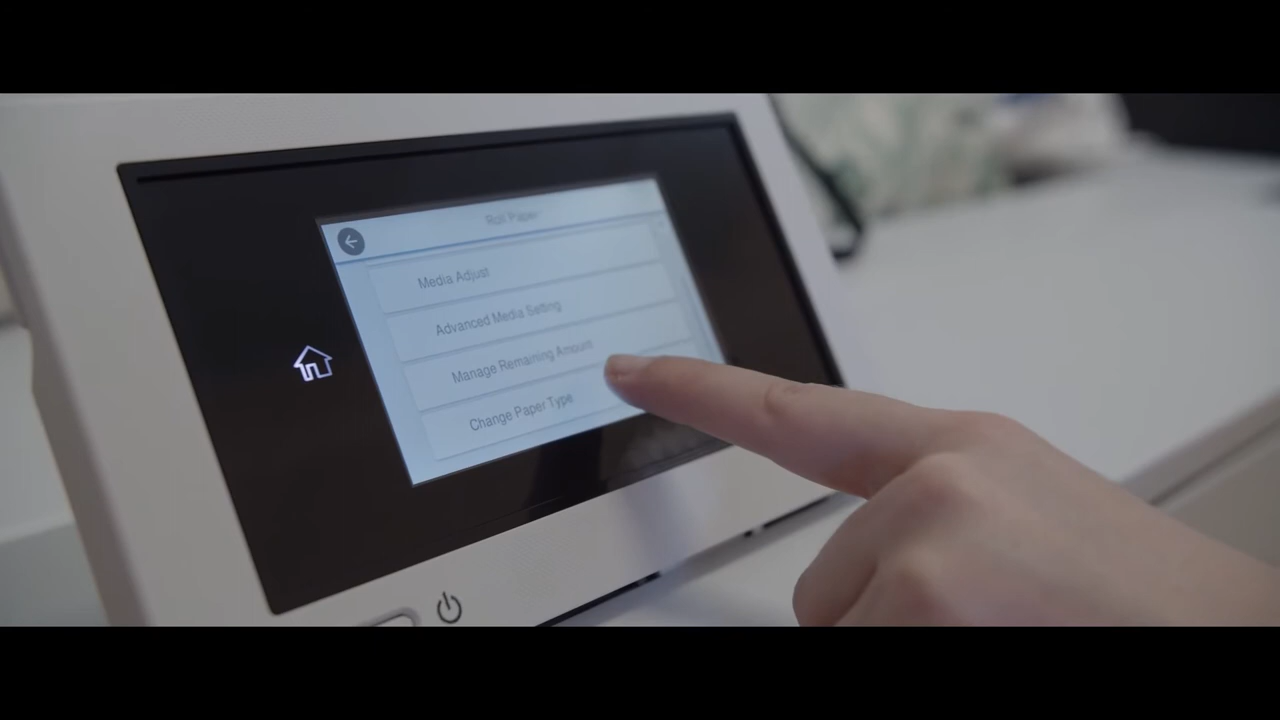 Roll Paper
Media Adjust
Advanced Media Setting
Manage Remaining Amount
Change Paper Type